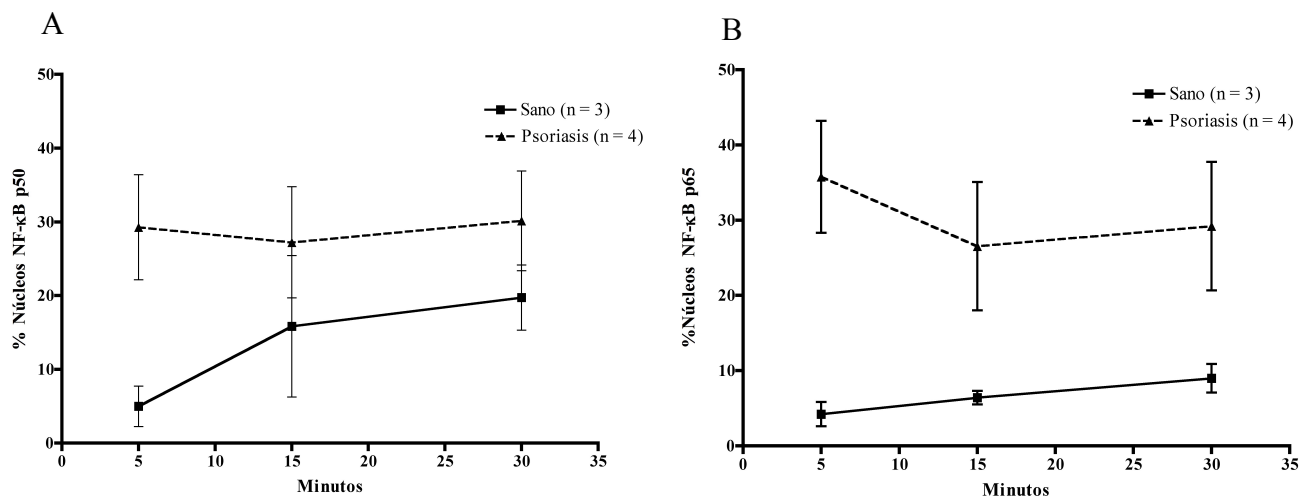 A
50
40
30
20
10
0
% Núcleos NF-κB p50
0 5 10 15 20 25 30 35
Minutos
Sano (n = 3)
Psoriasis (n = 4)
B
50
40
30
20
10
0
%Núcleos NF-κB p65
0 5 10 15 20 25 30 35
Minutos
Sano (n = 3)
Psoriasis (n = 4)